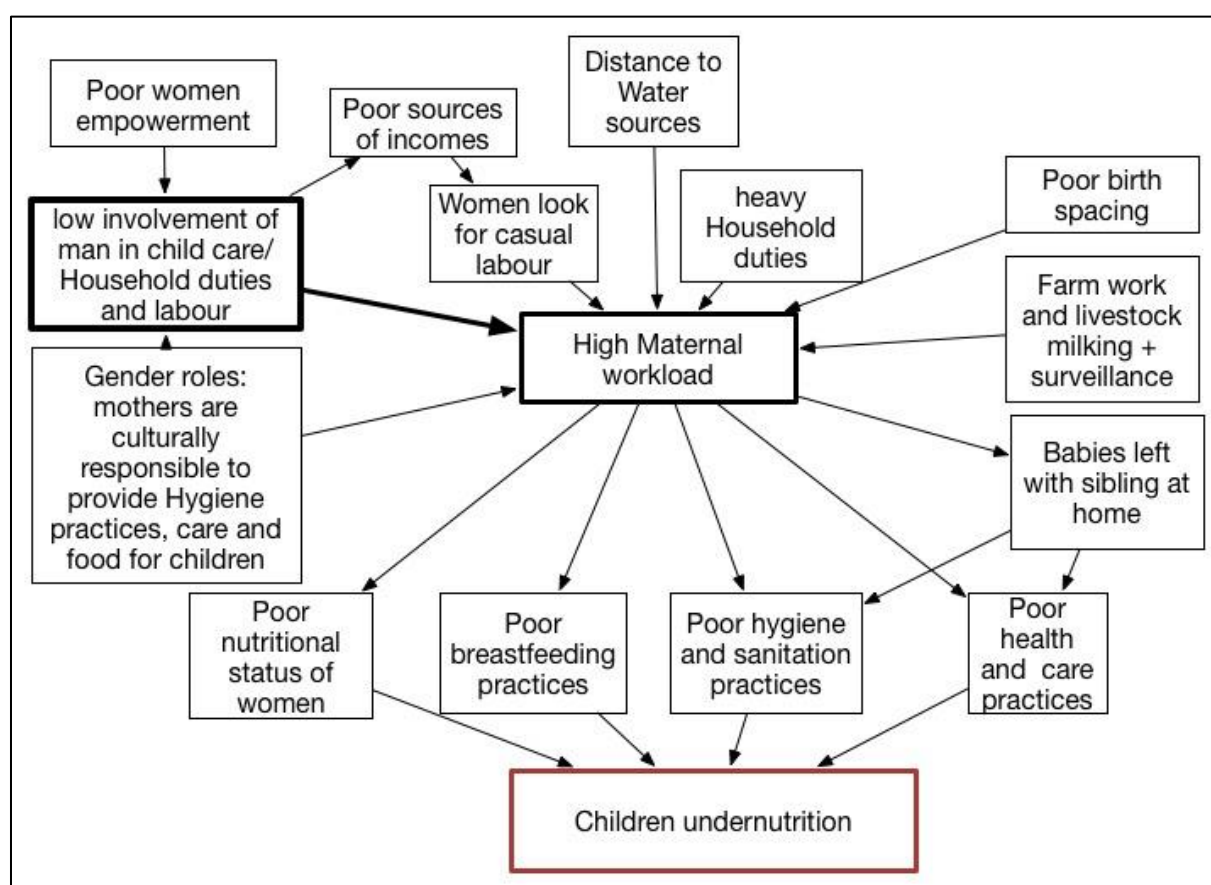 Poor women
empowerment
Poor sources
of incomes
Distance to
Water
sources
low involvement of
man in child care/
Household duties
and labour
Women look
for casual
labour
heavy
Household
duties
Poor birth
spacing
Farm work
and livestock
milking +
surveillance
High Maternal
workload
Gender roles:
mothers are
culturally
responsible to
provide Hygiene
practices, care and
food for children
Babies left
with sibling at
home
Poor
nutritional
status of
women
Poor
breastfeeding
practices
Poor hygiene
and sanitation
practices
Poor
health
and care
practices
Children undernutrition